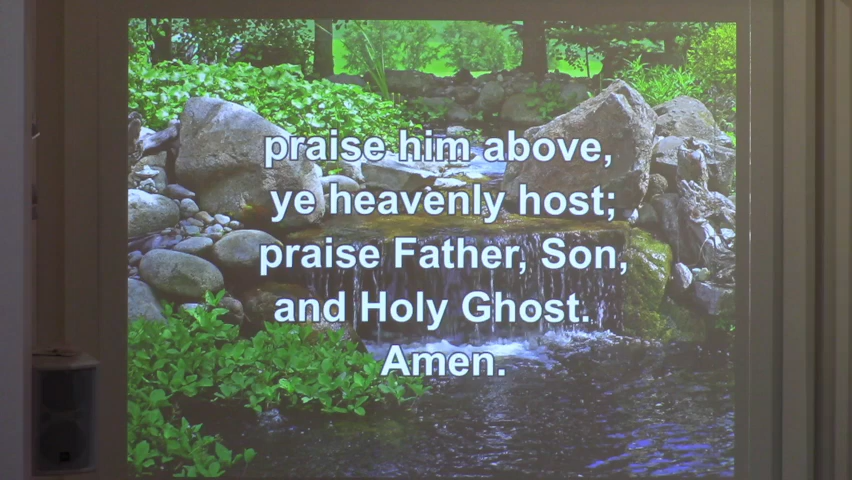 praise him above,
ye heavenly host;
praise Father, Son,
and Holy Ghost.
Amen.